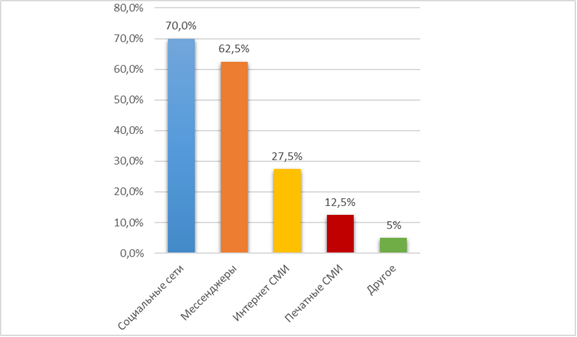 80,0%
70,0%
60,0%
50,0%
40,0%
30,0%
20,0%
10,0%
0,0%
70,0%
62,5%
27,5%
12,5%
5%
Социальные сети
Мессенджеры
Интернет СМИ
Печатные СМИ
Другое